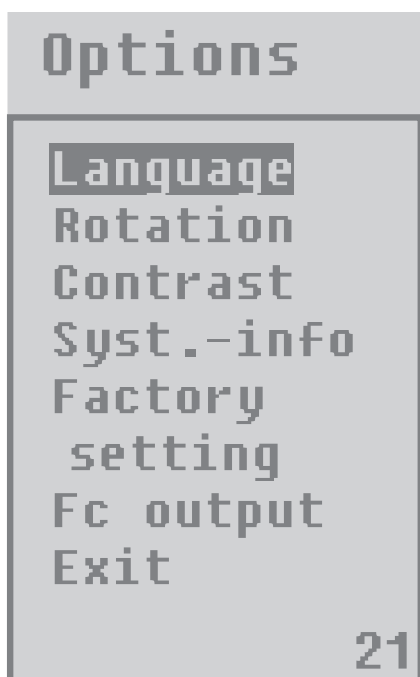 Options
Language
Rotation
Contrast
Syst.-info
Factory
setting
Fc output
Exit
21